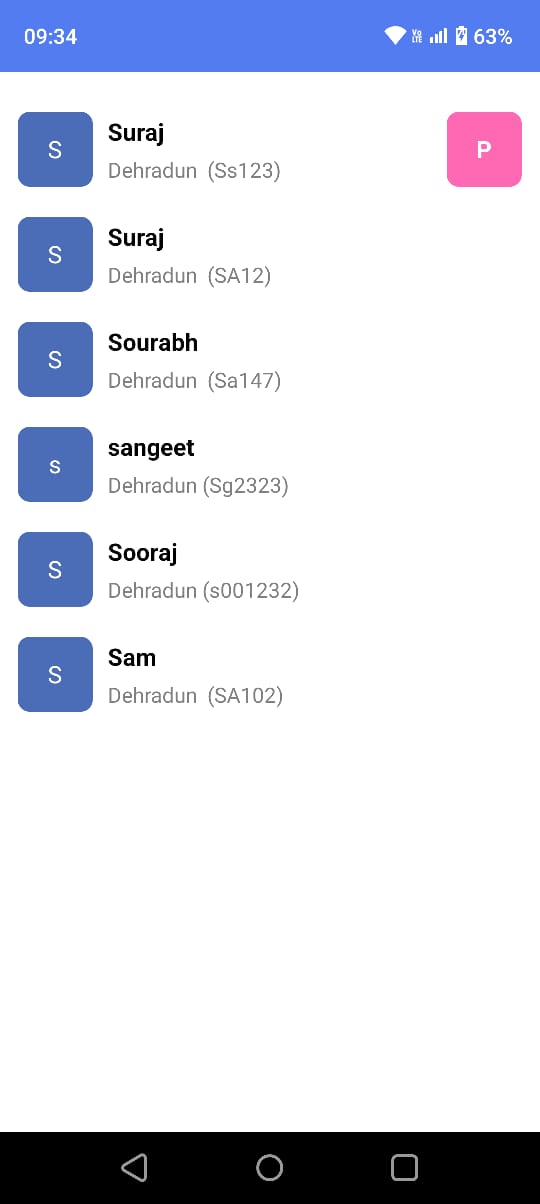 09:34
Vo LTE 63%
S
Suraj
Dehradun  (Ss123)
P
S
Suraj
Dehradun  (SA12)
S
Sourabh
Dehradun  (Sa147)
s
sangeet
Dehradun (Sg2323)
S
Sooraj
Dehradun (s001232)
S
Sam
Dehradun  (SA102)